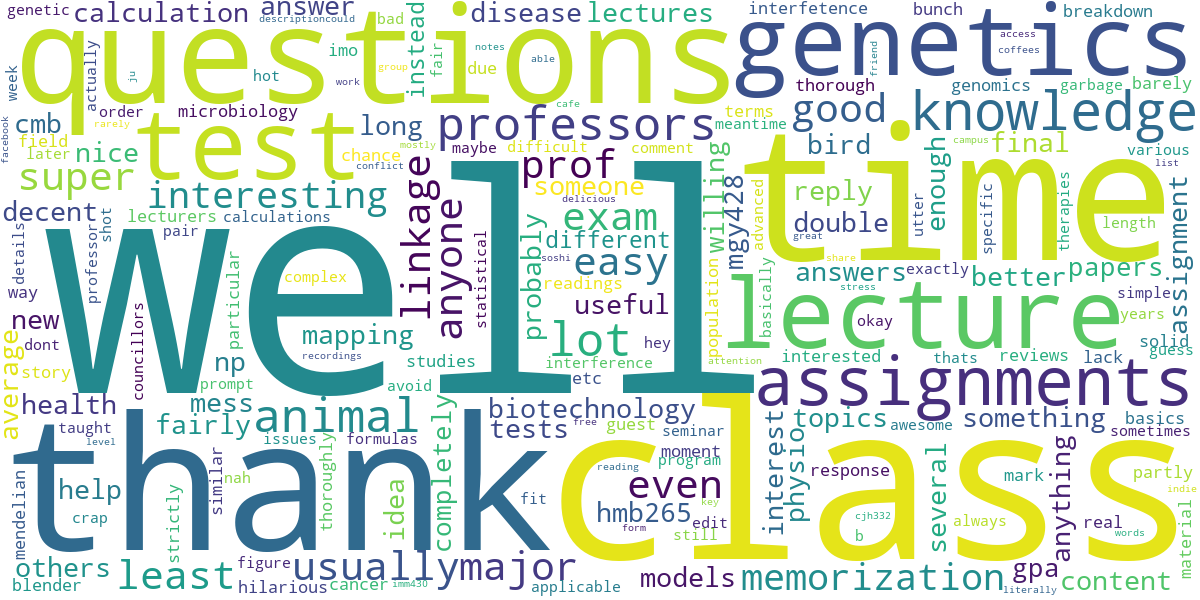 genetic
calculation
answer
descriptioncould
bad
disease
lectures
interfetence
bunch
breakdown
questions
genetics
week
actually
ju
imo
hot
instead
fair
due
notes
able
group
work
access
coffees
friend
order
microbiology
rarely
thorough
genomics
garbage
barely
facebook
cmb
field
later
nice
test
long
chance
mostly
conflict
professors
cafe
maybe
difficult
comment
terms
meantime
good
knowledge
bird
campus
final
various
list
super
interesting
prof
someone
delicious
willing
reply
enough
decent
lecturers
calculations
shot
pair
professor
linkage
anyone
exam
different
easy
soshi
readings
probably
statistical
mgy428
advanced
double
great
share
utter
specific
therapies
length
time
assignment
details
way
well
complex
particular
mapping
recordings
useful
lot
hey
interference
population
basically
answers
exactly
stress
okay
better
papers
simple
years
solid
guess
lecture
new
dont
councillors
average
story
np
prompt
studies
avoid
etc
attention
interested
thats
reviews
lack
assignments
health
taught
level
mess
fairly
animal
issues
formulas
completely
biotechnology
tests
free
guest
seminar
moment
program
interest
physio
topics
awesome
something
basics
sometimes
thank
class
mendelian
help
crap
strictly
similar
nah
thoroughly
idea
fit
reading
even
key
hmb265
form
edit
still
response
cjh332
b
several
always
mark
anything
real
words
partly
indie
material
others
blender
least
figure
hilarious
usually
cancer
imm430
major
applicable
models
memorization
literally
gpa
content